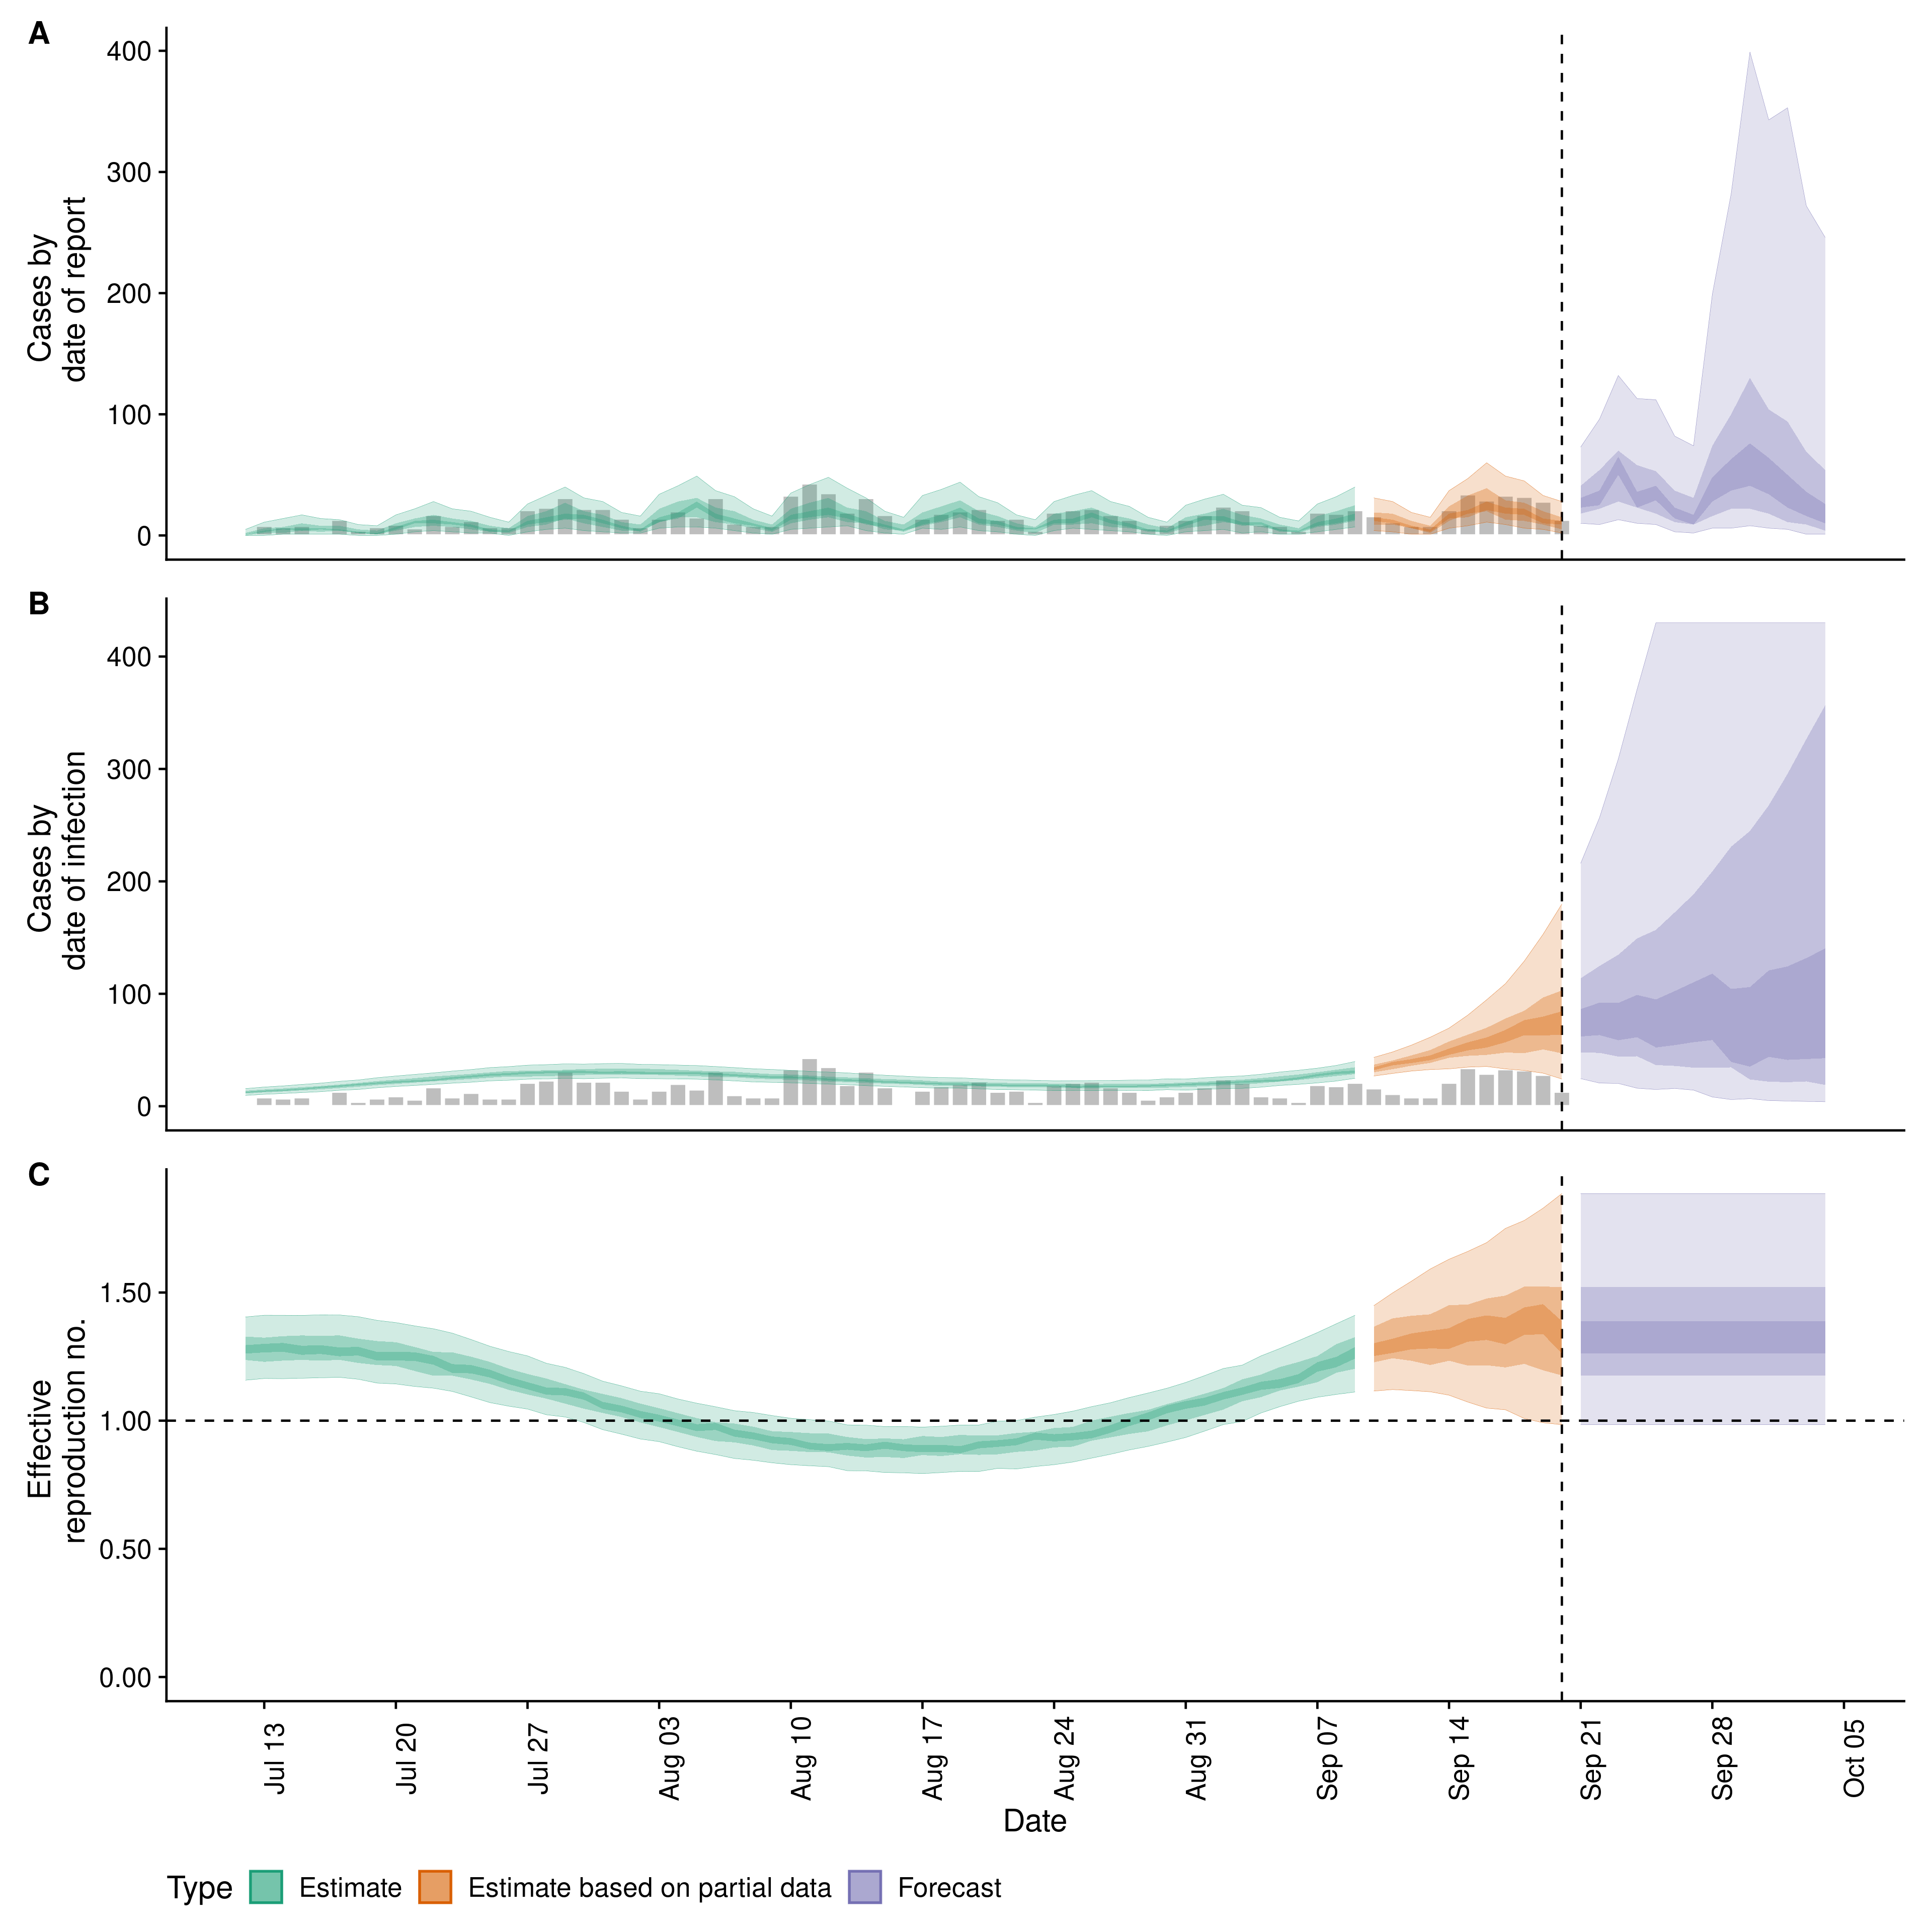 A
400
300
200
100
0
Cases by
date of report
B
400
300
200
100
0
Cases by
date of infection
C
1.50
1.00
0.50
0.00
Effective
reproduction no.
Jul 13
Jul 20
Jul 27
Aug 03
Aug 10
Aug 17
Aug 24
Aug 31
Sep 07
Sep 14
Sep 21
Sep 28
Oct 05
Date
Type Estimate Estimate based on partial data Forecast